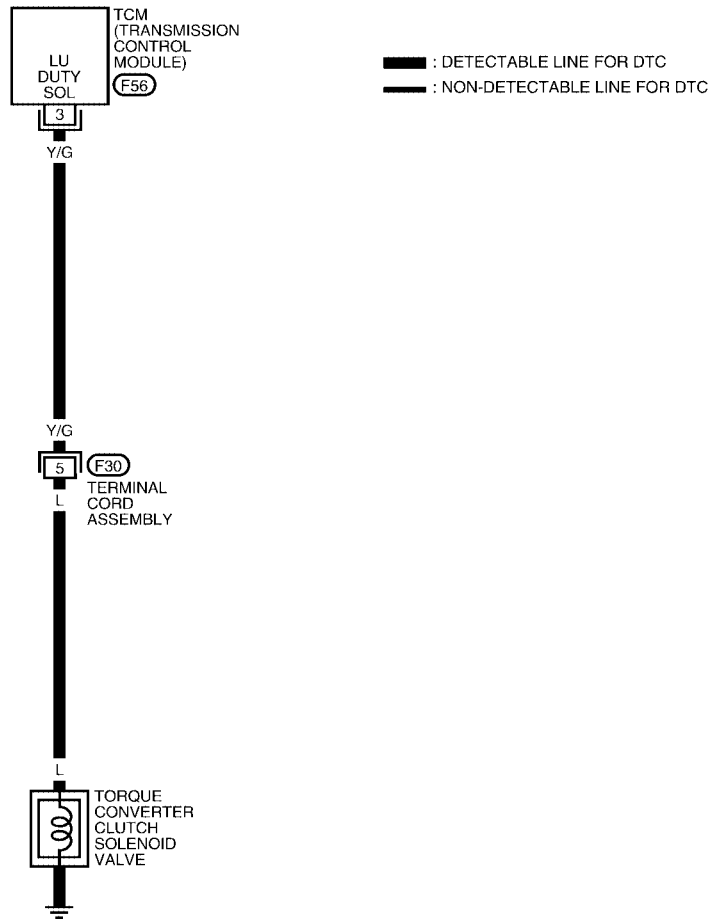 TCM
(TRANSMISSION
CONTROL
MODULE)
F56
LU
DUTY
SOL
3
Y/G
: DETECTABLE LINE FOR DTC
: NON-DETECTABLE LINE FOR DTC
Y/G
5
F30
TERMINAL
CORD
ASSEMBLY
L
L
TORQUE
CONVERTER
CLUTCH
SOLENOID
VALVE